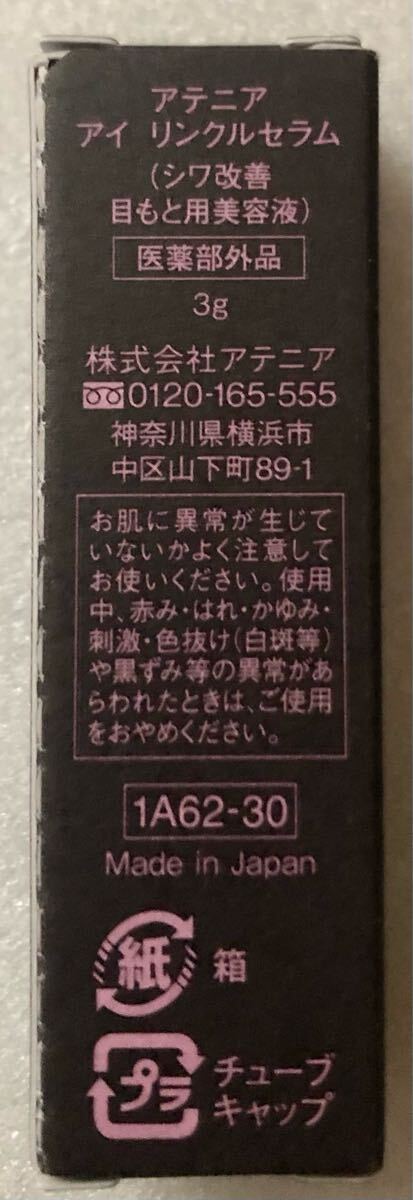 アテニア
アイ リンクルセラム
(シワ改善
目もと用美容液)
医薬部外品
3g
株式会社アテニア
0120-165-555
神奈川県横浜市
中区山下町89-1
お肌に異常が生じて
いないかよく注意して
お使いください。使用
中、赤み・はれ・かゆみ・
刺激・色抜け(白斑等)
や黒ずみ等の異常があ
らわれたときは、ご使用
をおやめください。
1A62-30
Made in Japan
紙 箱
プラ チューブ
キャップ